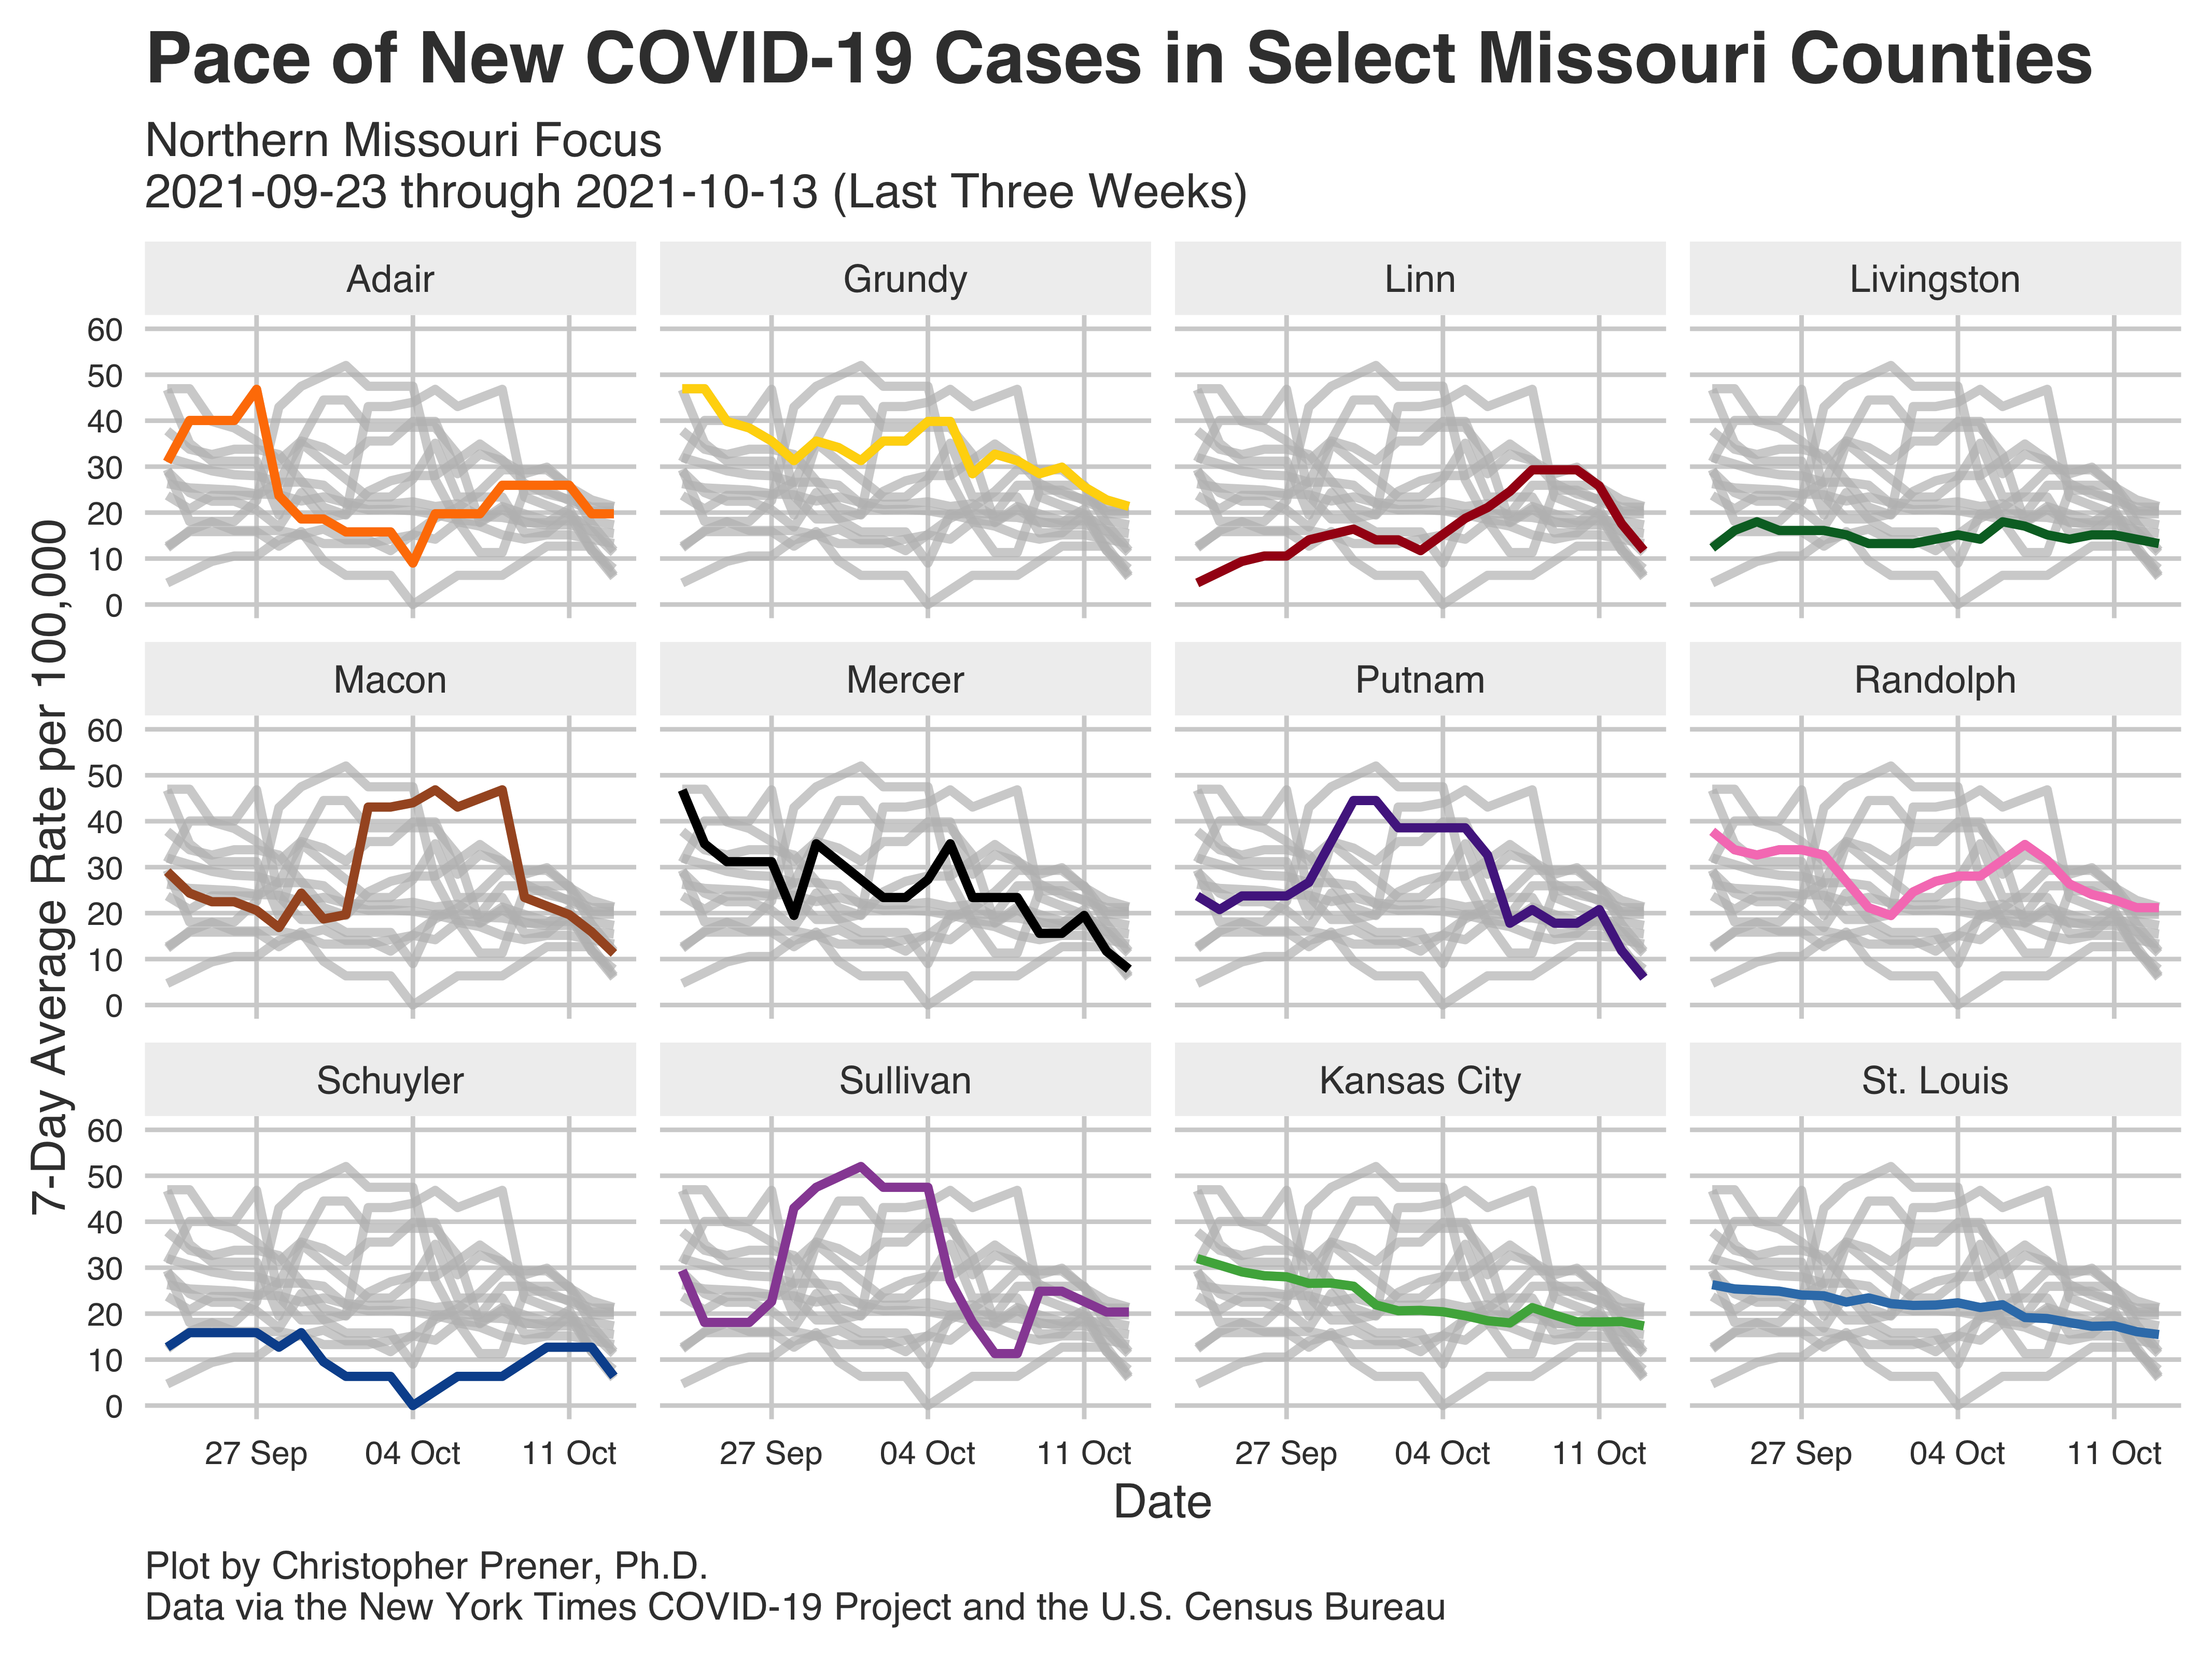 Pace of New COVID-19 Cases in Select Missouri Counties
Northern Missouri Focus
2021-09-23 through 2021-10-13 (Last Three Weeks)
7-Day Average Rate per 100,000
Adair
Grundy
Linn
Livingston
60
50
40
30
20
10
0
Macon
Mercer
Putnam
Randolph
60
50
40
30
20
10
0
Schuyler
Sullivan
Kansas City
St. Louis
60
50
40
30
20
10
0
27 Sep 04 Oct 11 Oct
27 Sep 04 Oct 11 Oct
27 Sep 04 Oct 11 Oct
27 Sep 04 Oct 11 Oct
Date
Plot by Christopher Prener, Ph.D.
Data via the New York Times COVID-19 Project and the U.S. Census Bureau